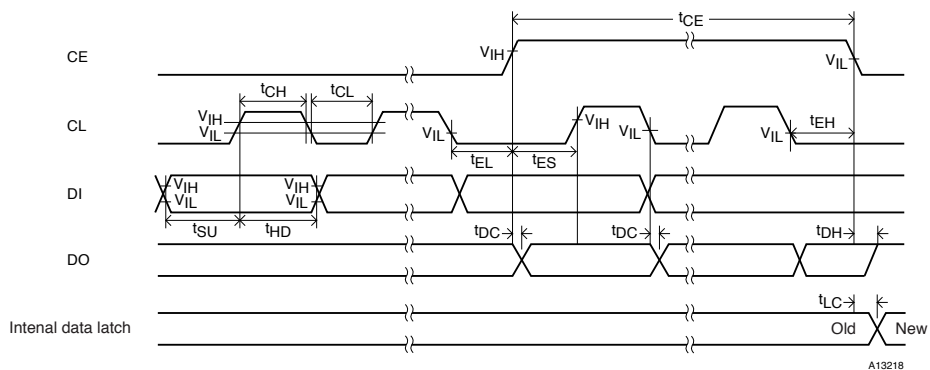 tCE
CE
VIH
VIL
tCH
tCL
CL
VIH
VIL
VIL
VIH
VIL
VIL
tEH
tEL
tES
DI
VIH
VIL
VIH
VIL
tSU
tHD
tDC
tDC
tDH
DO
tLC
Intenal data latch
Old
New
A13218